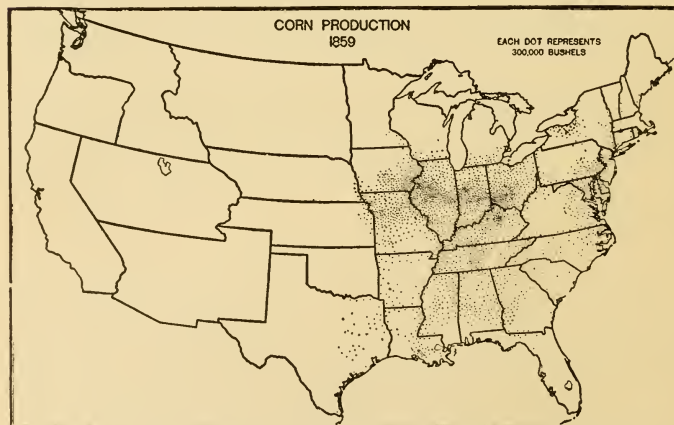 CORN PRODUCTION
1859
EACH DOT REPRESENTS
300,000 BUSHELS